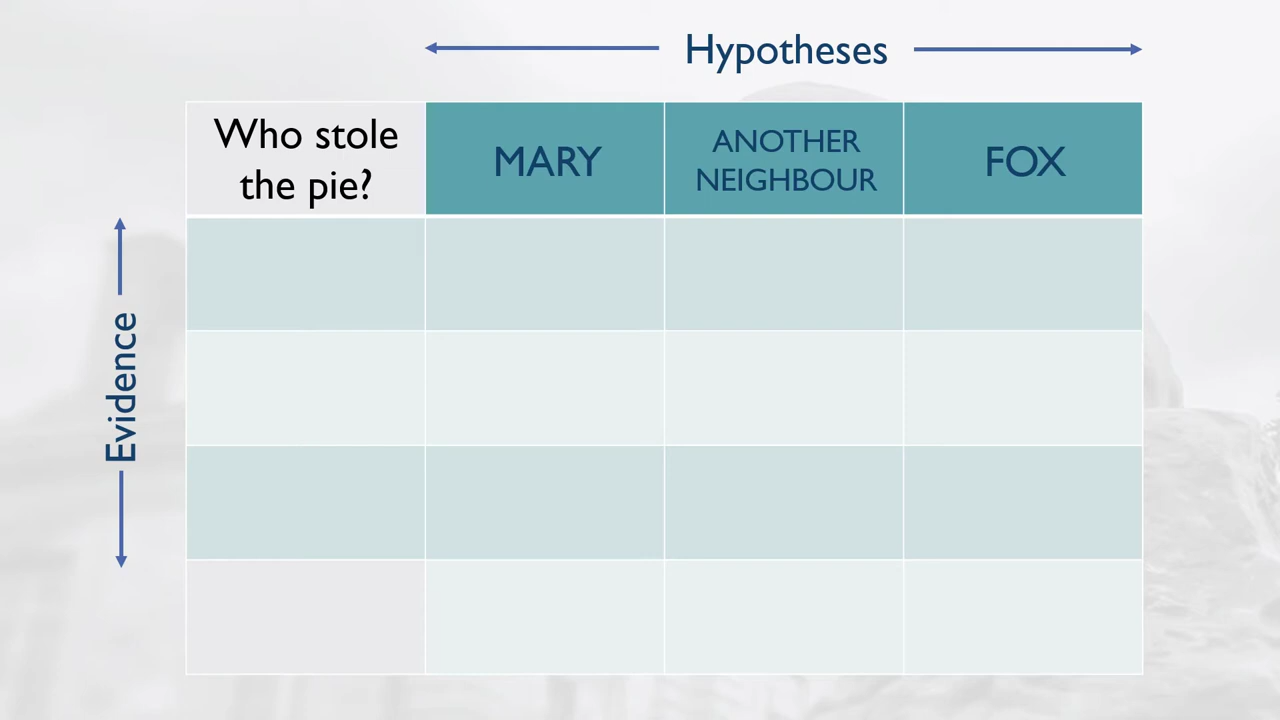 Hypotheses
Who stole
the pie?
MARY
ANOTHER
NEIGHBOUR
FOX
Evidence